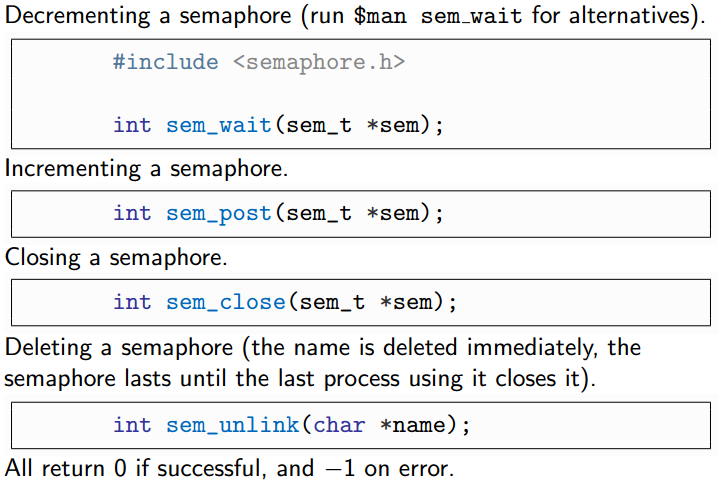 Decrementing a semaphore (run $man sem_wait for alternatives).
#include <semaphore.h>
int sem_wait(sem_t *sem);
Incrementing a semaphore.
int sem_post(sem_t *sem);
Closing a semaphore.
int sem_close(sem_t *sem);
Deleting a semaphore (the name is deleted immediately, the
semaphore lasts until the last process using it closes it).
int sem_unlink(char *name);
All return 0 if successful, and −1 on error.